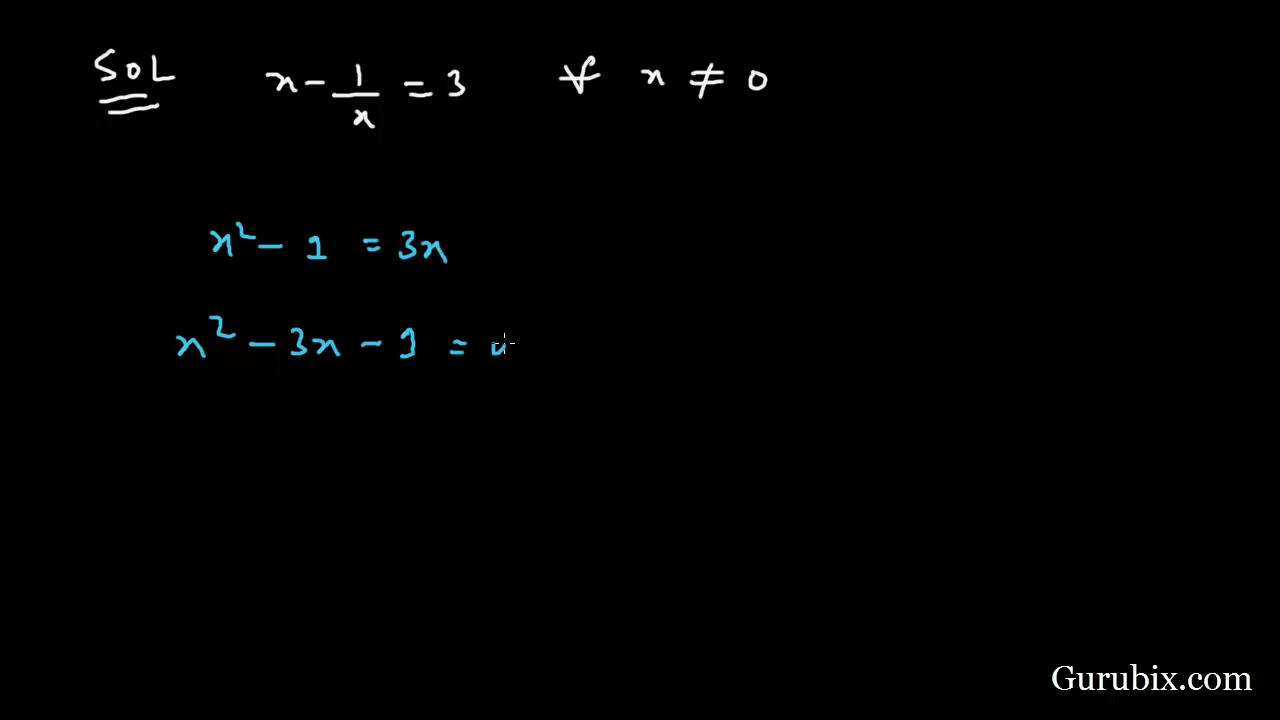 SOL x - 1/x = 3 ∀ x ≠ 0
x² - 1 = 3x
x² - 3x - 1 =
Gurubix.com